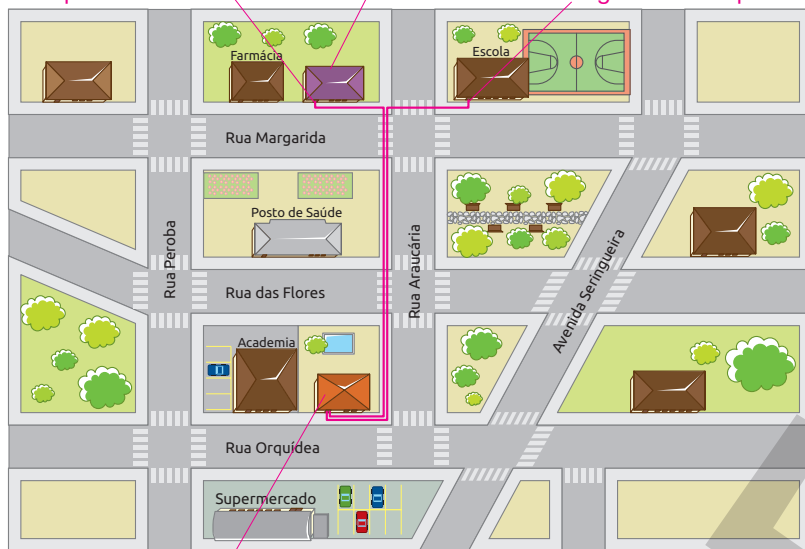 Farmácia
Escola
Rua Margarida
Posto de Saúde
Rua Peroba
Rua das Flores
Rua Araucária
Avenida Seringueira
Academia
Rua Orquídea
Supermercado